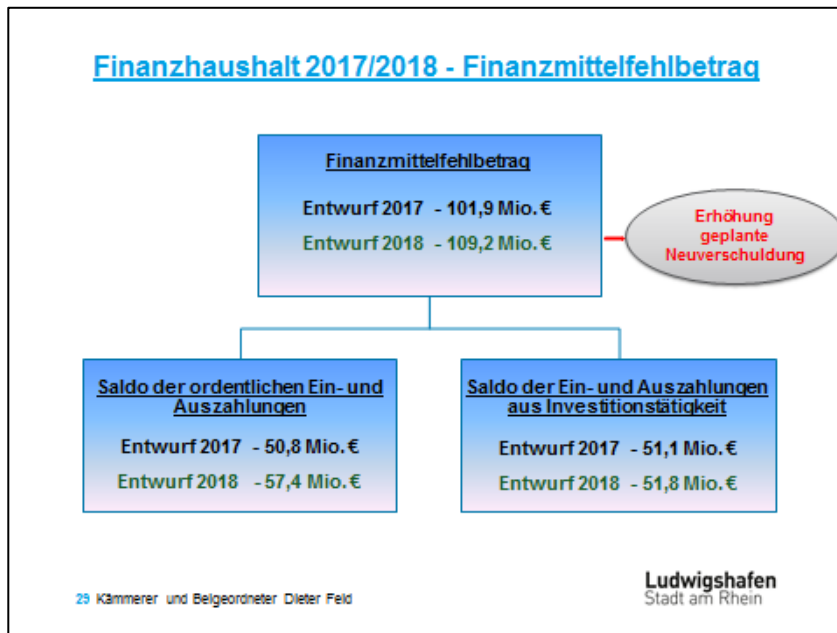 Finanzhaushalt 2017/2018 - Finanzmittelfehlbetrag
Finanzmittelfehlbetrag
Entwurf 2017 - 101,9 Mio. €
Entwurf 2018 - 109,2 Mio. €
Erhöhung
geplante
Neuverschuldung
Saldo der ordentlichen Ein- und
Auszahlungen
Entwurf 2017 - 50,8 Mio. €
Entwurf 2018 - 57,4 Mio. €
Saldo der Ein- und Auszahlungen
aus Investitionstätigkeit
Entwurf 2017 - 51,1 Mio. €
Entwurf 2018 - 51,8 Mio. €
29 Kämmerer und Beigeordneter Dieter Feld
Ludwigshafen
Stadt am Rhein